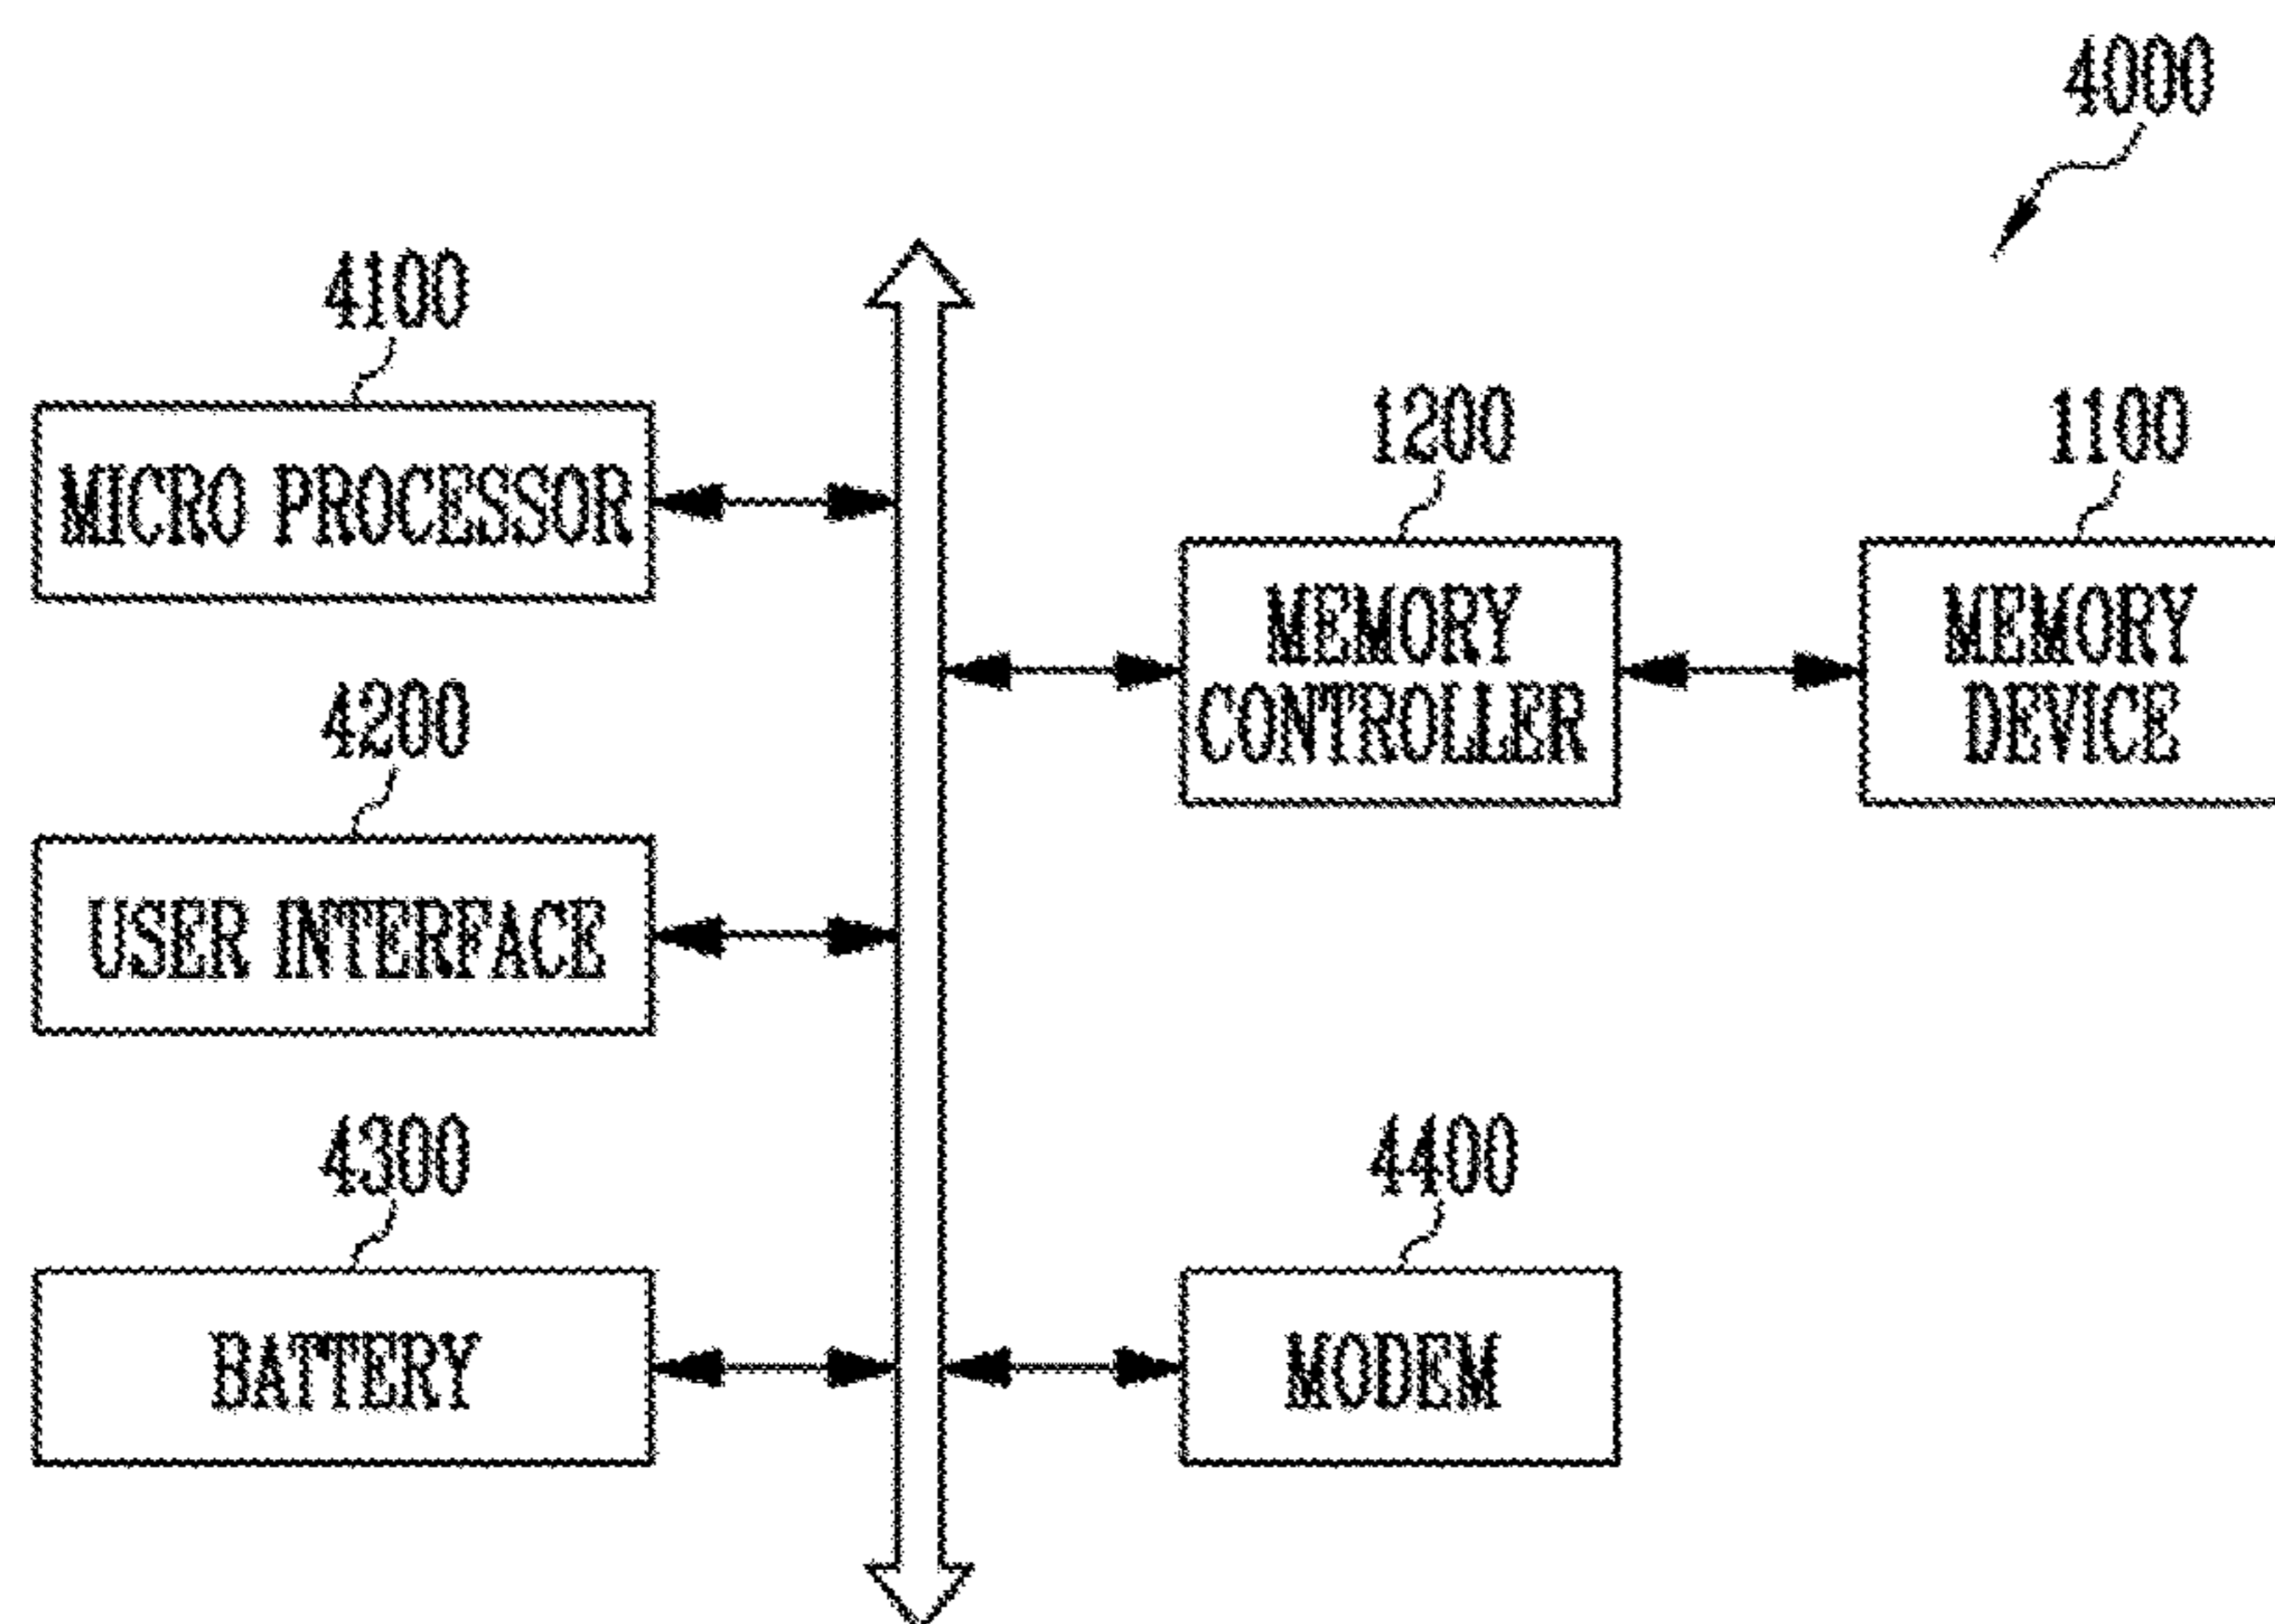 4000
4100
MICRO PROCESSOR
1200
MEMORY
CONTROLLER
1100
MEMORY
DEVICE
4200
USER INTERFACE
4300
BATTERY
4400
MODEM